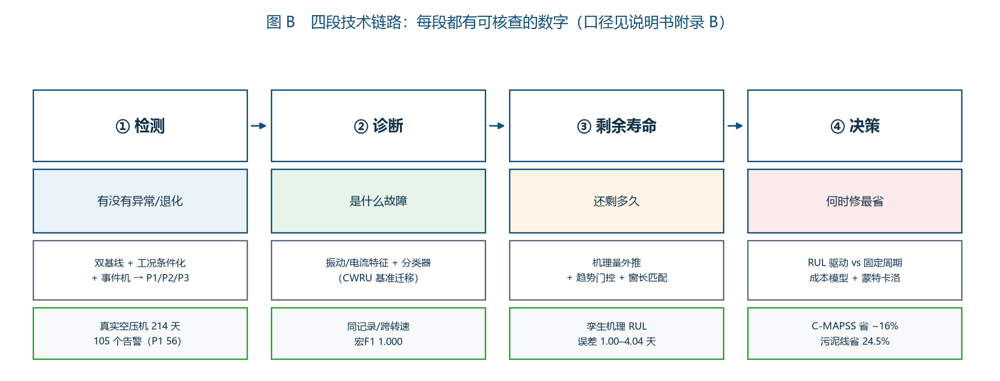 图 B 四段技术链路：每段都有可核查的数字（口径见说明书附录 B）
① 检测
② 诊断
③ 剩余寿命
④ 决策
有没有异常/退化
是什么故障
还剩多久
何时修最省
双基线 + 工况条件化
+ 事件机 → P1/P2/P3
振动/电流特征 + 分类器
（CWRU 基准迁移）
机理量外推
+ 趋势门控 + 窗长匹配
RUL 驱动 vs 固定周期
成本模型 + 蒙特卡洛
真实空压机 214 天
105 个告警（P1 56）
同记录/跨转速
宏F1 1.000
孪生机理 RUL
误差 1.00–4.04 天
C-MAPSS 省 ~16%
污泥线省 24.5%